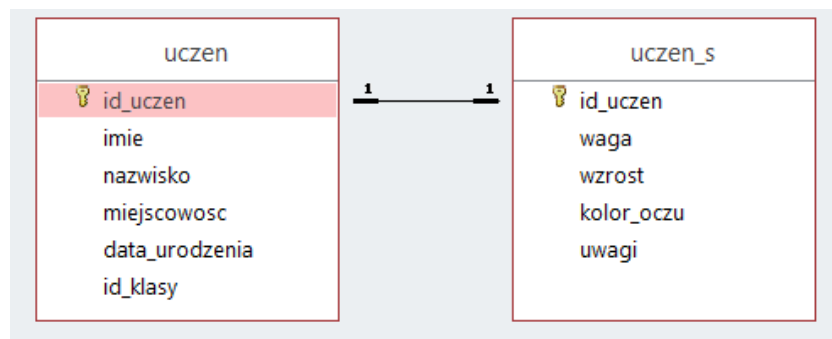 uczen
id_uczen
imie
nazwisko
miejscowosc
data_urodzenia
id_klasy
1 1
uczen_s
id_uczen
waga
wzrost
kolor_oczu
uwagi